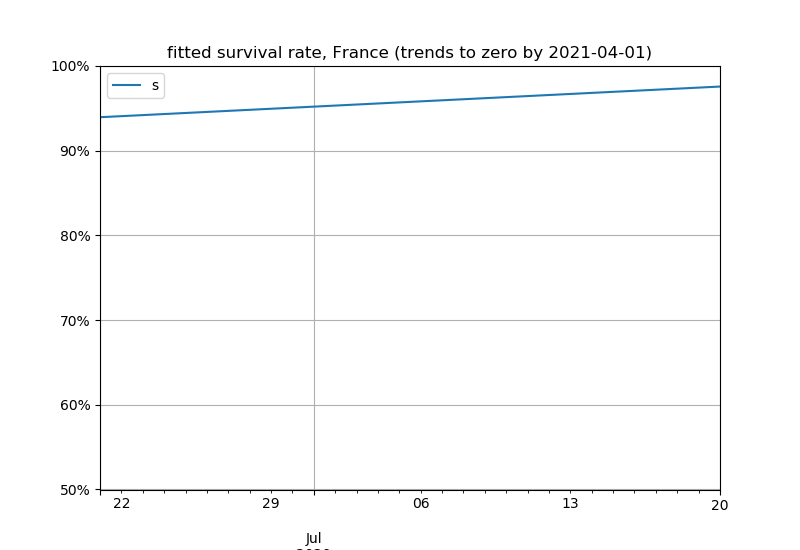 fitted survival rate, France (trends to zero by 2021-04-01)
100%
s
90%
80%
70%
60%
50%
22 29 06 13 20
Jul